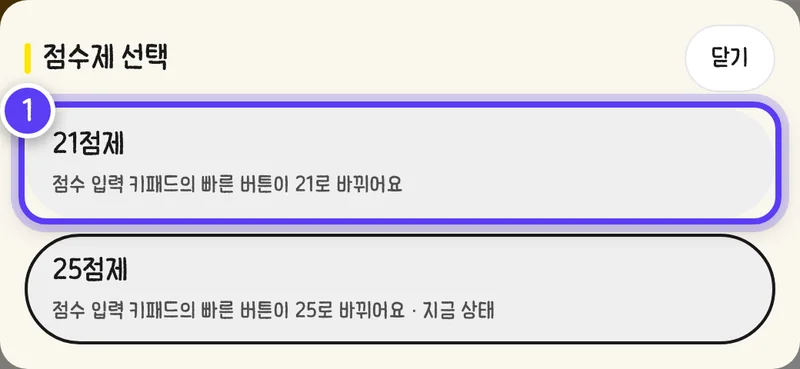 점수제 선택
닫기
1
21점제
점수 입력 키패드의 빠른 버튼이 21로 바뀌어요
25점제
점수 입력 키패드의 빠른 버튼이 25로 바뀌어요 · 지금 상태